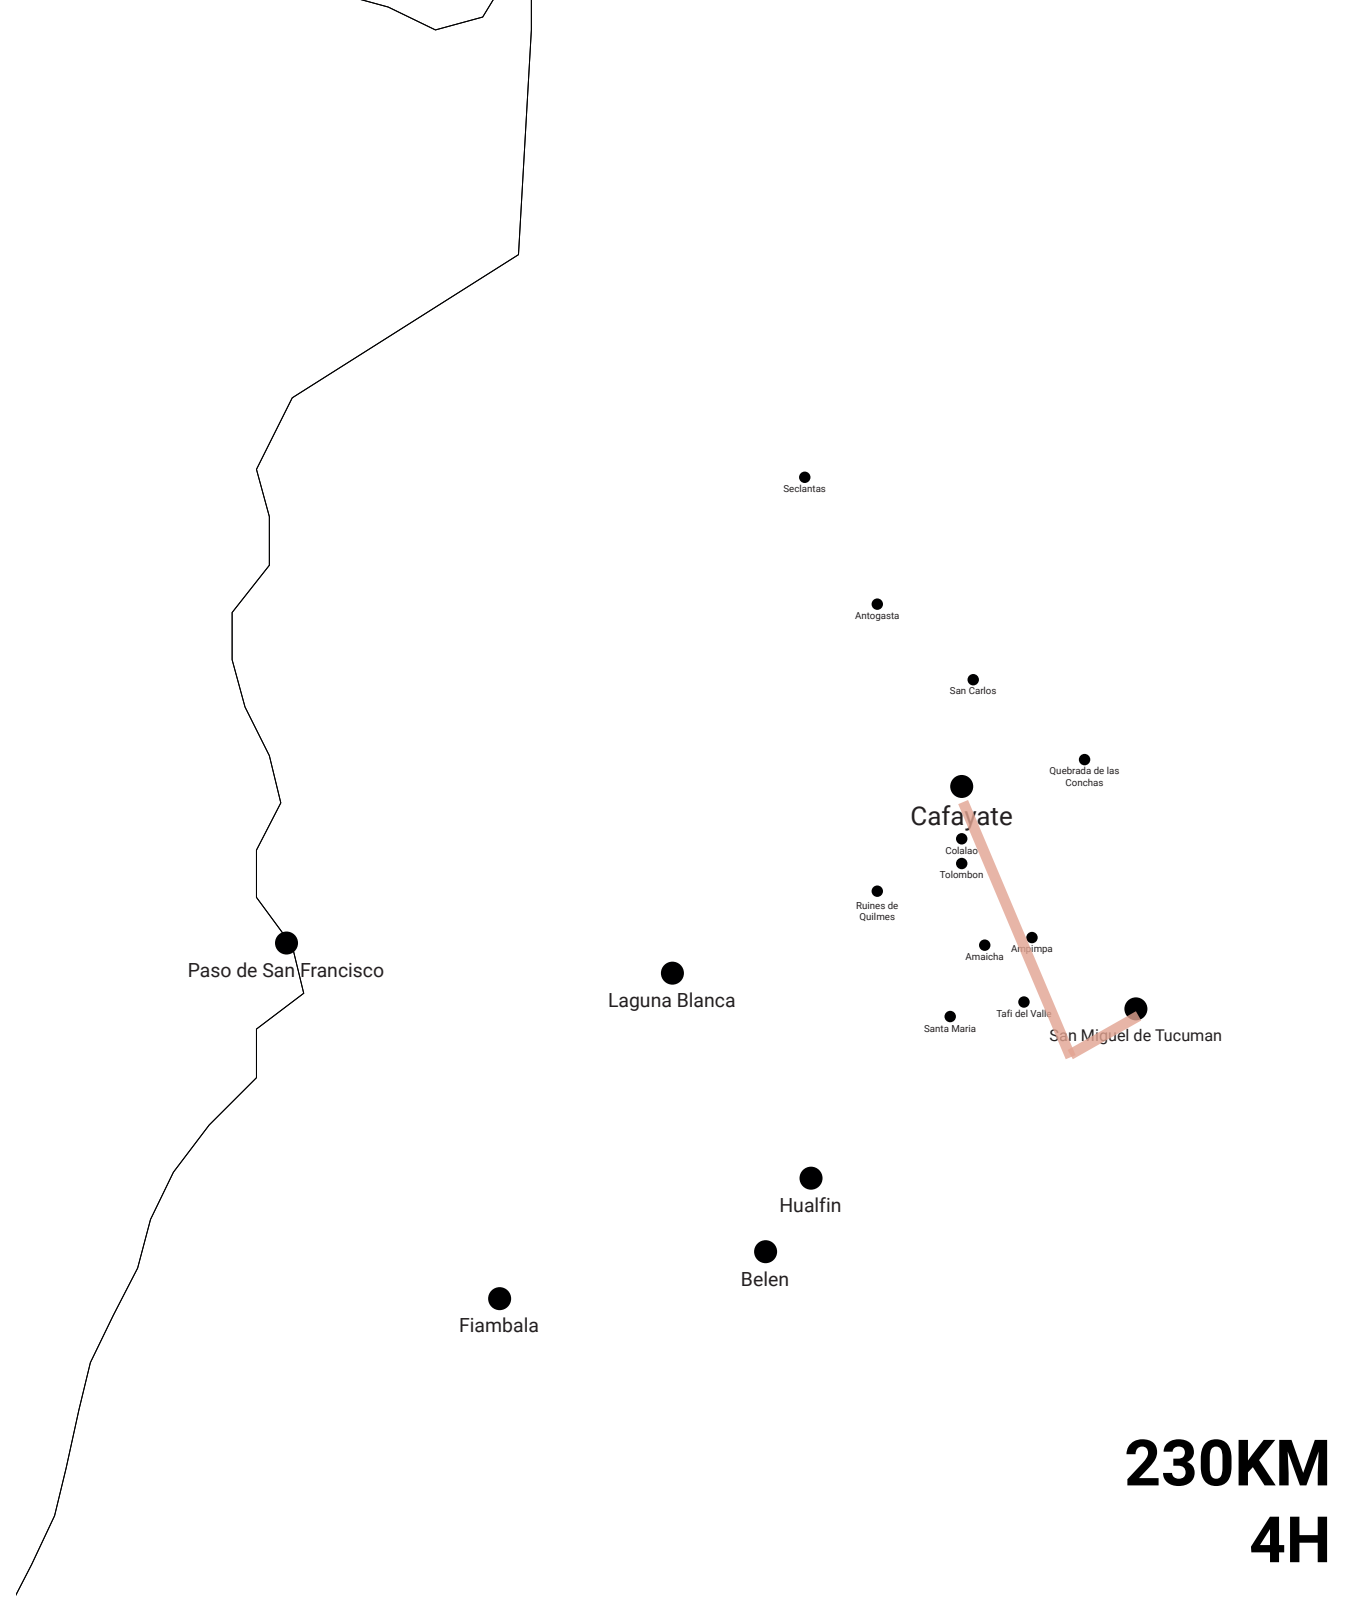 Seclantas
Antogasta
San Carlos
Quebrada de las
Conchas
Cafayate
Colalao
Tolombon
Ruines de
Quilmes
Ampimpa
Amaicha
Paso de San Francisco
Laguna Blanca
Tafi del Valle
Santa Maria
San Miguel de Tucuman
Hualfin
Belen
Fiambala
230KM
4H